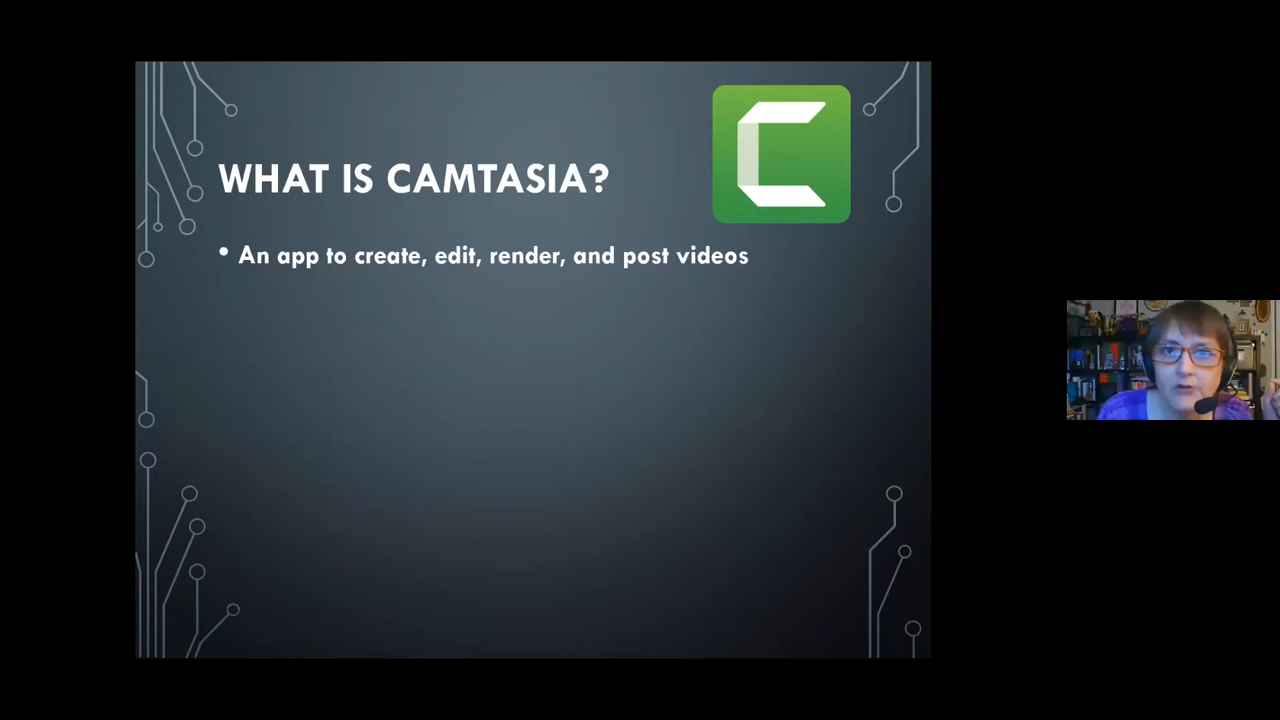 WHAT IS CAMTASIA?
• An app to create, edit, render, and post videos